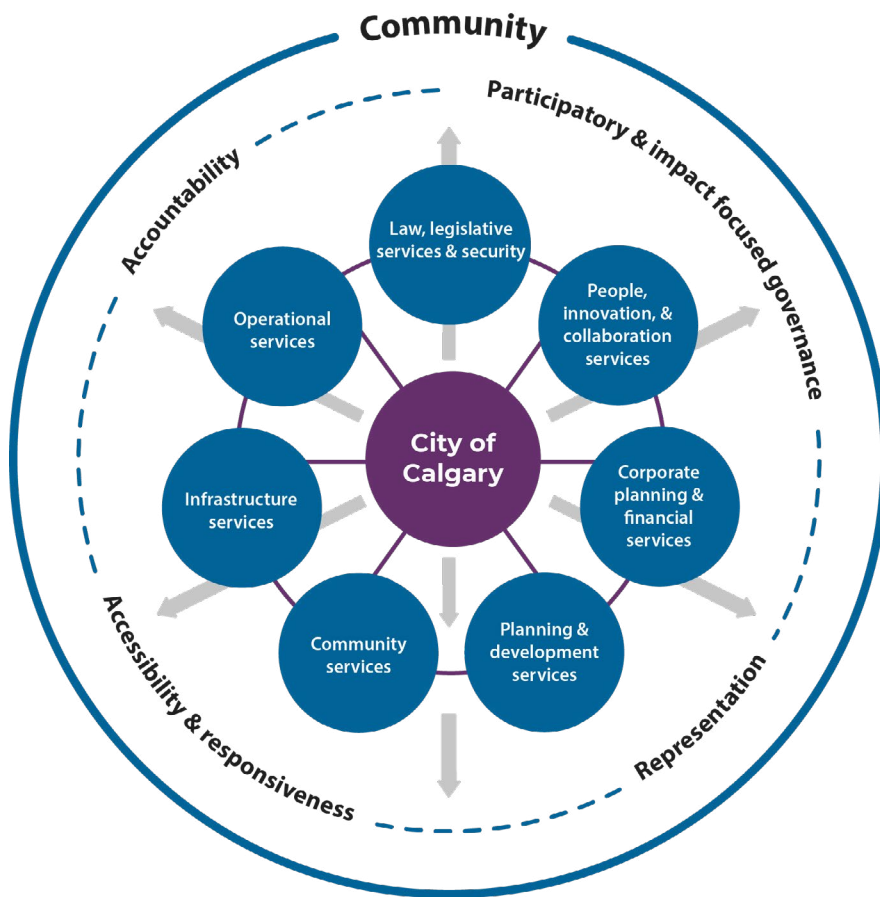 Community
Participatory & impact focused governance
Accountability
Law, legislative
services & security
People,
innovation, &
collaboration
services
Operational
services
City of
Calgary
Corporate
planning &
financial
services
Infrastructure
services
Planning &
development
services
Community
services
Representation
Accessibility & responsiveness